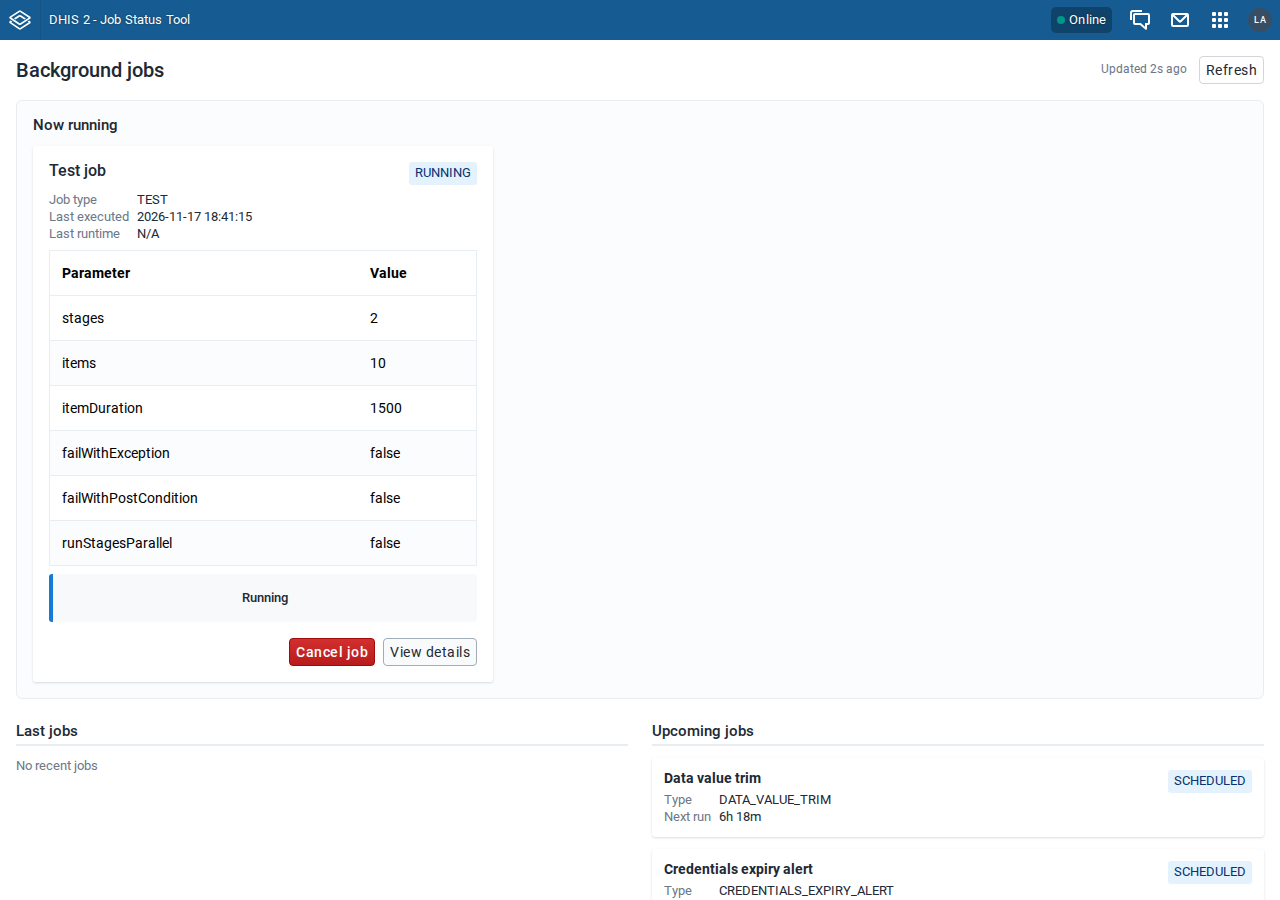 DHIS 2 - Job Status Tool
Online
LA
Background jobs
Updated 2s ago
Refresh
Now running
Test job
RUNNING
Job type TEST
Last executed 2026-11-17 18:41:15
Last runtime N/A
Parameter Value
stages 2
items 10
itemDuration 1500
failWithException false
failWithPostCondition false
runStagesParallel false
Running
Cancel job
View details
Last jobs
No recent jobs
Upcoming jobs
Data value trim
SCHEDULED
Type DATA_VALUE_TRIM
Next run 6h 18m
Credentials expiry alert
SCHEDULED
Type CREDENTIALS_EXPIRY_ALERT